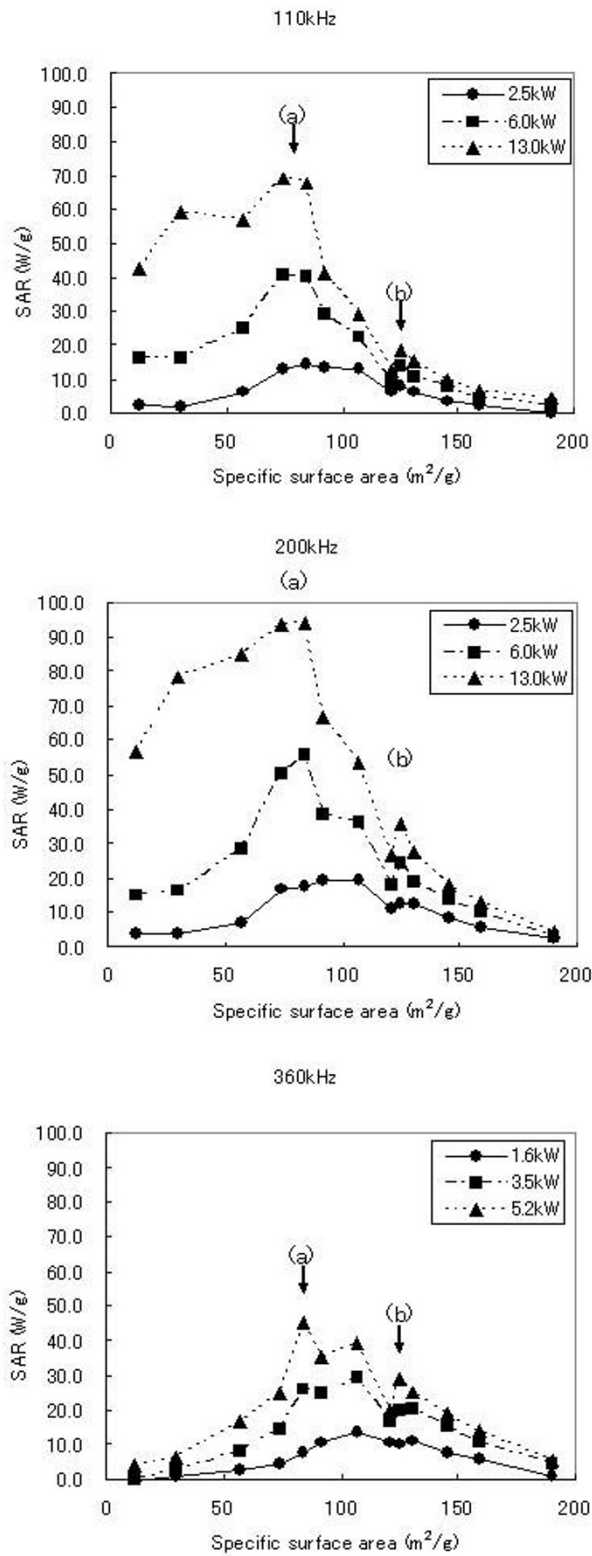 110kHz
100.0
90.0
80.0
70.0
60.0
50.0
40.0
30.0
20.0
10.0
0.0
SAR (W/g)
(a)
(b)
2.5kW
6.0kW
13.0kW
0 50 100 150 200
Specific surface area (m²/g)
200kHz
(a)
100.0
90.0
80.0
70.0
60.0
50.0
40.0
30.0
20.0
10.0
0.0
SAR (W/g)
(b)
2.5kW
6.0kW
13.0kW
0 50 100 150 200
Specific surface area (m²/g)
360kHz
100.0
90.0
80.0
70.0
60.0
50.0
40.0
30.0
20.0
10.0
0.0
SAR (W/g)
(a)
(b)
1.6kW
3.5kW
5.2kW
0 50 100 150 200
Specific surface area (m²/g)